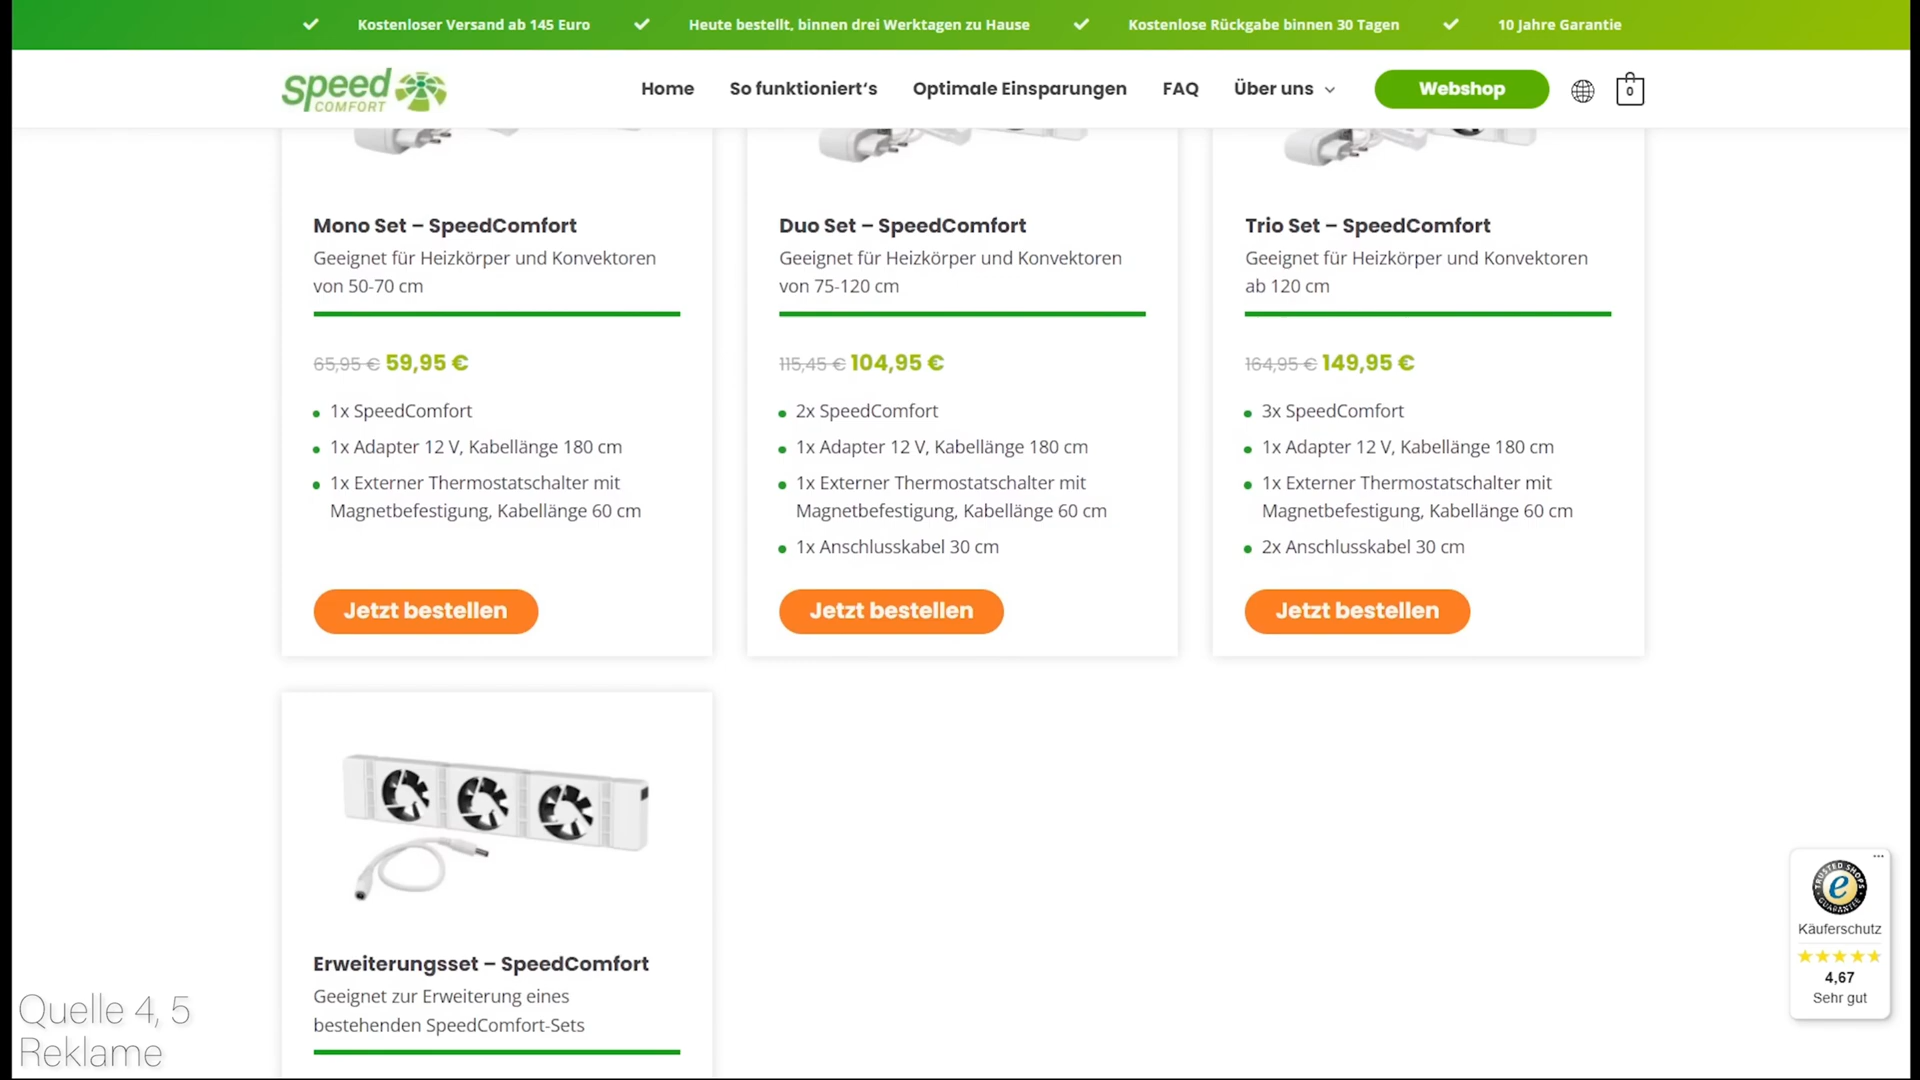 Kostenloser Versand ab 145 Euro
Heute bestellt, binnen drei Werktagen zu Hause
Kostenlose Rückgabe binnen 30 Tagen
10 Jahre Garantie
speed COMFORT
Home
So funktioniert's
Optimale Einsparungen
FAQ
Über uns
Webshop
0
Mono Set – SpeedComfort
Geeignet für Heizkörper und Konvektoren
von 50-70 cm
65,95 € 59,95 €
1x SpeedComfort
1x Adapter 12 V, Kabellänge 180 cm
1x Externer Thermostatschalter mit
Magnetbefestigung, Kabellänge 60 cm
Jetzt bestellen
Duo Set – SpeedComfort
Geeignet für Heizkörper und Konvektoren
von 75-120 cm
115,45 € 104,95 €
2x SpeedComfort
1x Adapter 12 V, Kabellänge 180 cm
1x Externer Thermostatschalter mit
Magnetbefestigung, Kabellänge 60 cm
1x Anschlusskabel 30 cm
Jetzt bestellen
Trio Set – SpeedComfort
Geeignet für Heizkörper und Konvektoren
ab 120 cm
164,95 € 149,95 €
3x SpeedComfort
1x Adapter 12 V, Kabellänge 180 cm
1x Externer Thermostatschalter mit
Magnetbefestigung, Kabellänge 60 cm
2x Anschlusskabel 30 cm
Jetzt bestellen
Erweiterungsset – SpeedComfort
Geeignet zur Erweiterung eines
bestehenden SpeedComfort-Sets
TRUSTED SHOPS
e
GUARANTEE
Käuferschutz
4,67
Sehr gut
Quelle 4, 5
Reklame